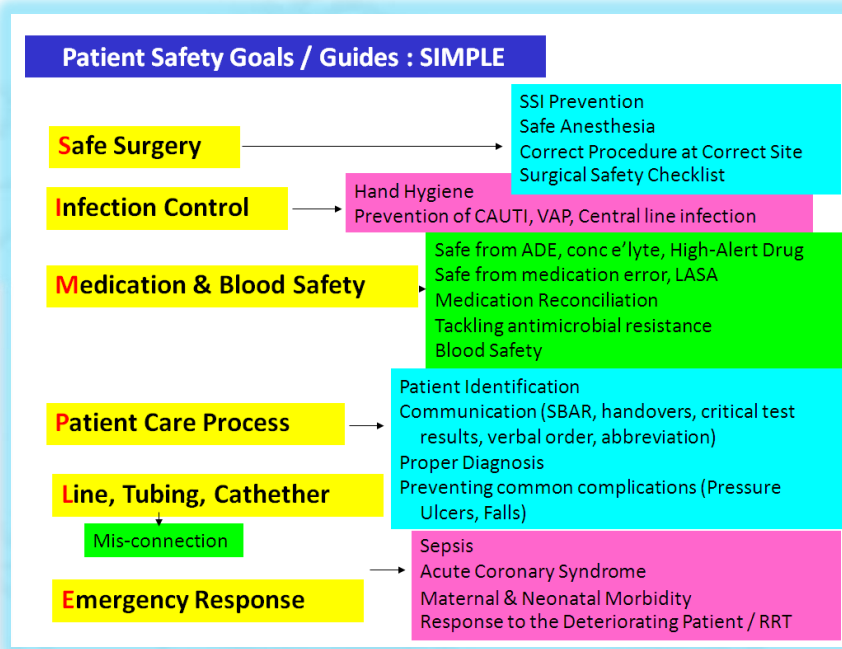 Patient Safety Goals / Guides : SIMPLE
Safe Surgery
SSI Prevention
Safe Anesthesia
Correct Procedure at Correct Site
Surgical Safety Checklist
Infection Control
Hand Hygiene
Prevention of CAUTI, VAP, Central line infection
Medication & Blood Safety
Safe from ADE, conc e’lyte, High-Alert Drug
Safe from medication error, LASA
Medication Reconciliation
Tackling antimicrobial resistance
Blood Safety
Patient Care Process
Patient Identification
Communication (SBAR, handovers, critical test
results, verbal order, abbreviation)
Proper Diagnosis
Preventing common complications (Pressure
Ulcers, Falls)
Line, Tubing, Cathether
Mis-connection
Emergency Response
Sepsis
Acute Coronary Syndrome
Maternal & Neonatal Morbidity
Response to the Deteriorating Patient / RRT